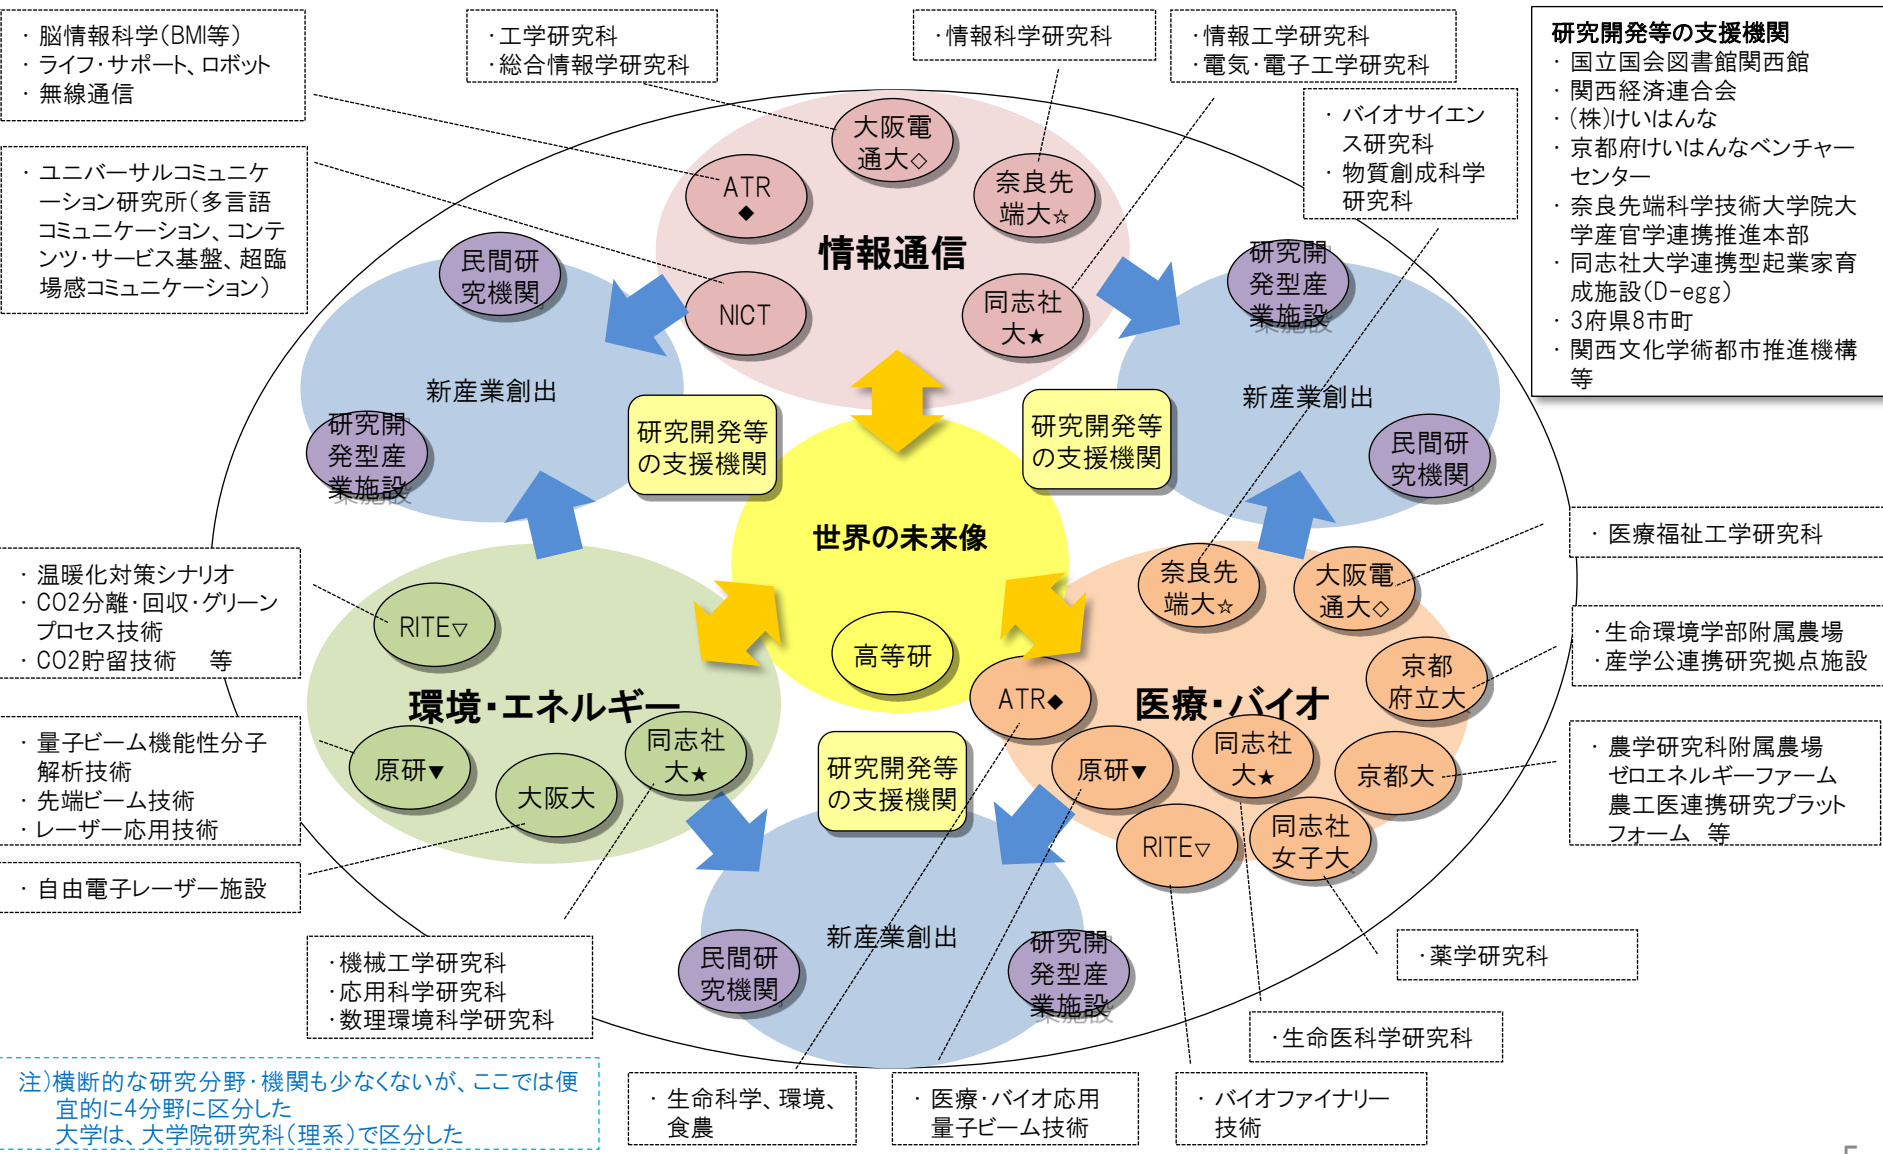 ・ 脳情報科学（BMI等）
・ ライフ・サポート、ロボット
・ 無線通信
・工学研究科
・総合情報学研究科
・情報科学研究科
・情報工学研究科
・電気・電子工学研究科
研究開発等の支援機関
・ 国立国会図書館関西館
・ 関西経済連合会
・ (株)けいはんな
・ 京都府けいはんなベンチャー
センター
・ 奈良先端科学技術大学院大
学産官学連携推進本部
・ 同志社大学連携型起業家育
成施設(D-egg)
・ 3府県8市町
・ 関西文化学術都市推進機構
等
・ バイオサイエン
ス研究科
・ 物質創成科学
研究科
・ ユニバーサルコミュニケ
ーション研究所（多言語
コミュニケーション、コンテ
ンツ・サービス基盤、超臨
場感コミュニケーション）
大阪電
通大◇
ATR
◆
奈良先
端大☆
情報通信
NICT
同志社
大★
民間研
究機関
新産業創出
研究開
発型産
業施設
研究開
発型産
業施設
新産業創出
民間研
究機関
研究開発等
の支援機関
研究開発等
の支援機関
世界の未来像
高等研
・ 温暖化対策シナリオ
・ CO2分離・回収・グリーン
プロセス技術
・ CO2貯留技術　等
RITE▽
環境・エネルギー
原研▼
大阪大
同志社
大★
・ 量子ビーム機能性分子
解析技術
・ 先端ビーム技術
・ レーザー応用技術
・ 自由電子レーザー施設
・機械工学研究科
・応用科学研究科
・数理環境科学研究科
奈良先
端大☆
大阪電
通大◇
京都
府立大
ATR◆
医療・バイオ
原研▼
同志社
大★
京都大
RITE▽
同志社
女子大
・ 医療福祉工学研究科
・生命環境学部附属農場
・産学公連携研究拠点施設
・ 農学研究科附属農場
ゼロエネルギーファーム
農工医連携研究プラット
フォーム 等
研究開発等
の支援機関
新産業創出
民間研
究機関
研究開
発型産
業施設
・薬学研究科
・生命医科学研究科
・ 生命科学、環境、
食農
・ 医療・バイオ応用
量子ビーム技術
・ バイオファイナリー
技術
注）横断的な研究分野・機関も少なくないが、ここでは便
宜的に4分野に区分した
大学は、大学院研究科（理系）で区分した
5